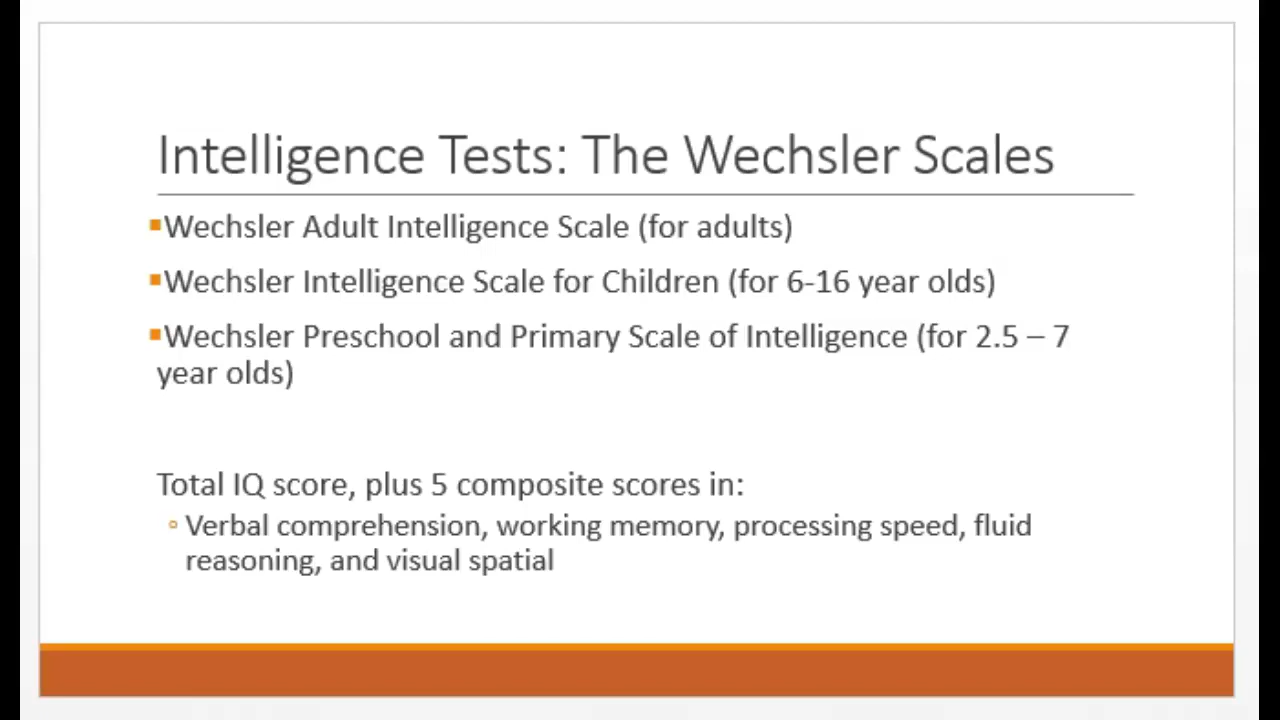 Intelligence Tests: The Wechsler Scales
▪Wechsler Adult Intelligence Scale (for adults)
▪Wechsler Intelligence Scale for Children (for 6-16 year olds)
▪Wechsler Preschool and Primary Scale of Intelligence (for 2.5 – 7
year olds)
Total IQ score, plus 5 composite scores in:
◦ Verbal comprehension, working memory, processing speed, fluid
reasoning, and visual spatial